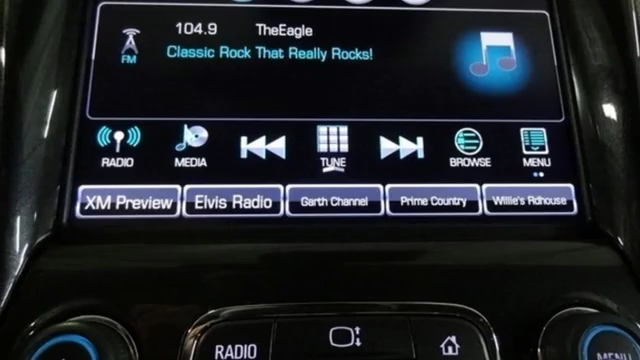 104.9 TheEagle
FM
Classic Rock That Really Rocks!
RADIO MEDIA TUNE BROWSE MENU
XM Preview Elvis Radio Garth Channel Prime Country Willie's Rdhouse
RADIO MENU